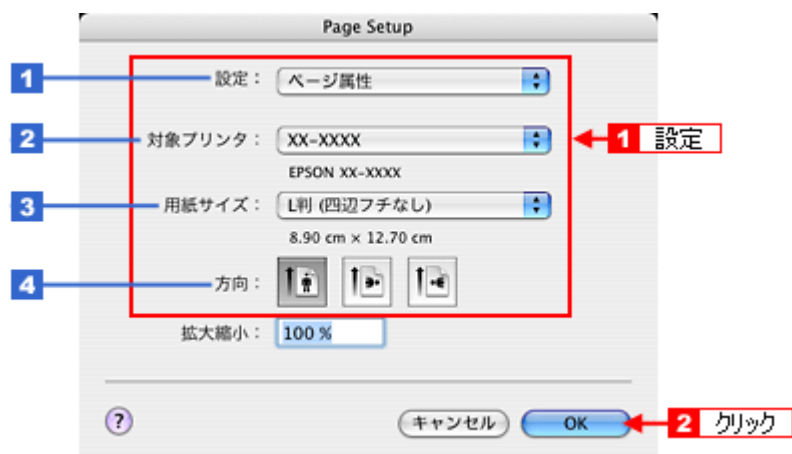 Page Setup
1 設定： ページ属性
2 対象プリンタ： XX-XXXX
1 設定
EPSON XX-XXXX
3 用紙サイズ： L判 (四辺フチなし)
8.90 cm × 12.70 cm
4 方向：
拡大縮小： 100 %
? キャンセル OK
2 クリック